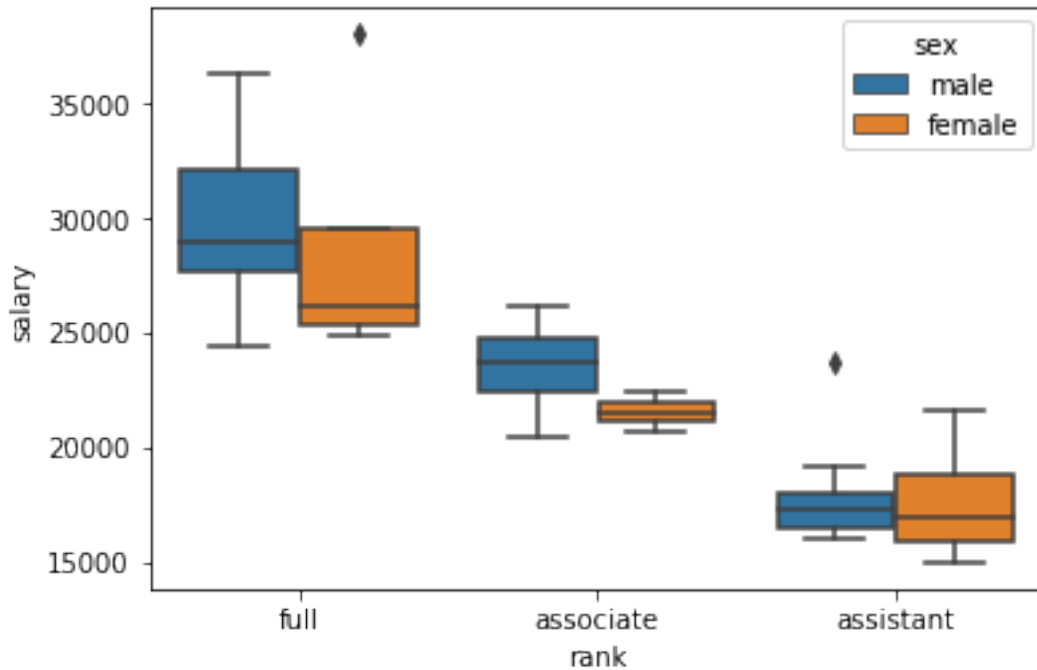 sex
male
female
35000
30000
25000
20000
15000
salary
full
associate
assistant
rank